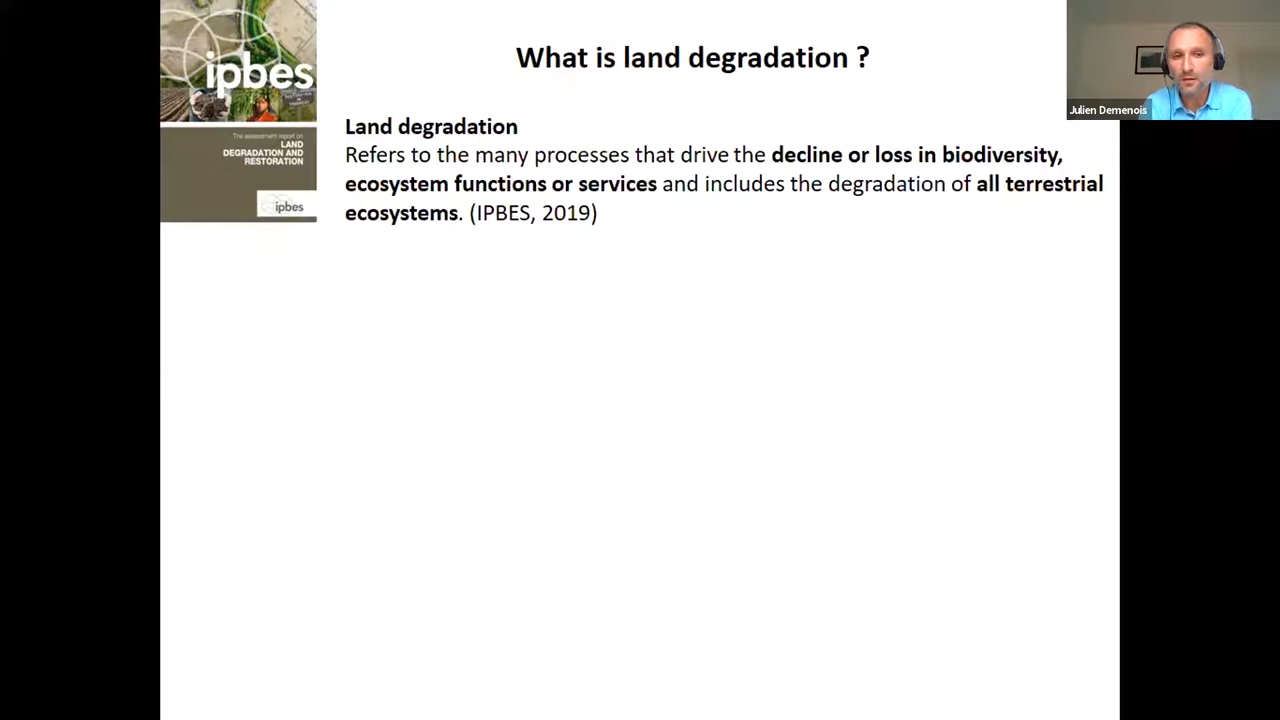 What is land degradation ?
Julien Demenois
ipbes
The assessment report on
LAND
DEGRADATION AND
RESTORATION
ipbes
Land degradation
Refers to the many processes that drive the decline or loss in biodiversity,
ecosystem functions or services and includes the degradation of all terrestrial
ecosystems. (IPBES, 2019)